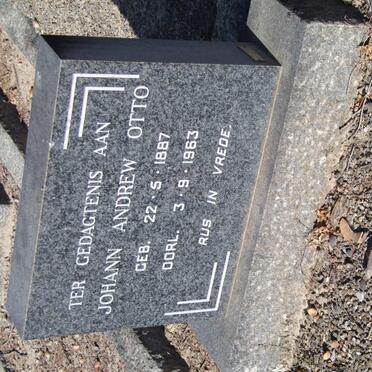 TER GEDAGTENIS AAN
JOHANN ANDREW OTTO
GEB. 22·5·1887
OORL. 3·9·1963
RUS IN VREDE.